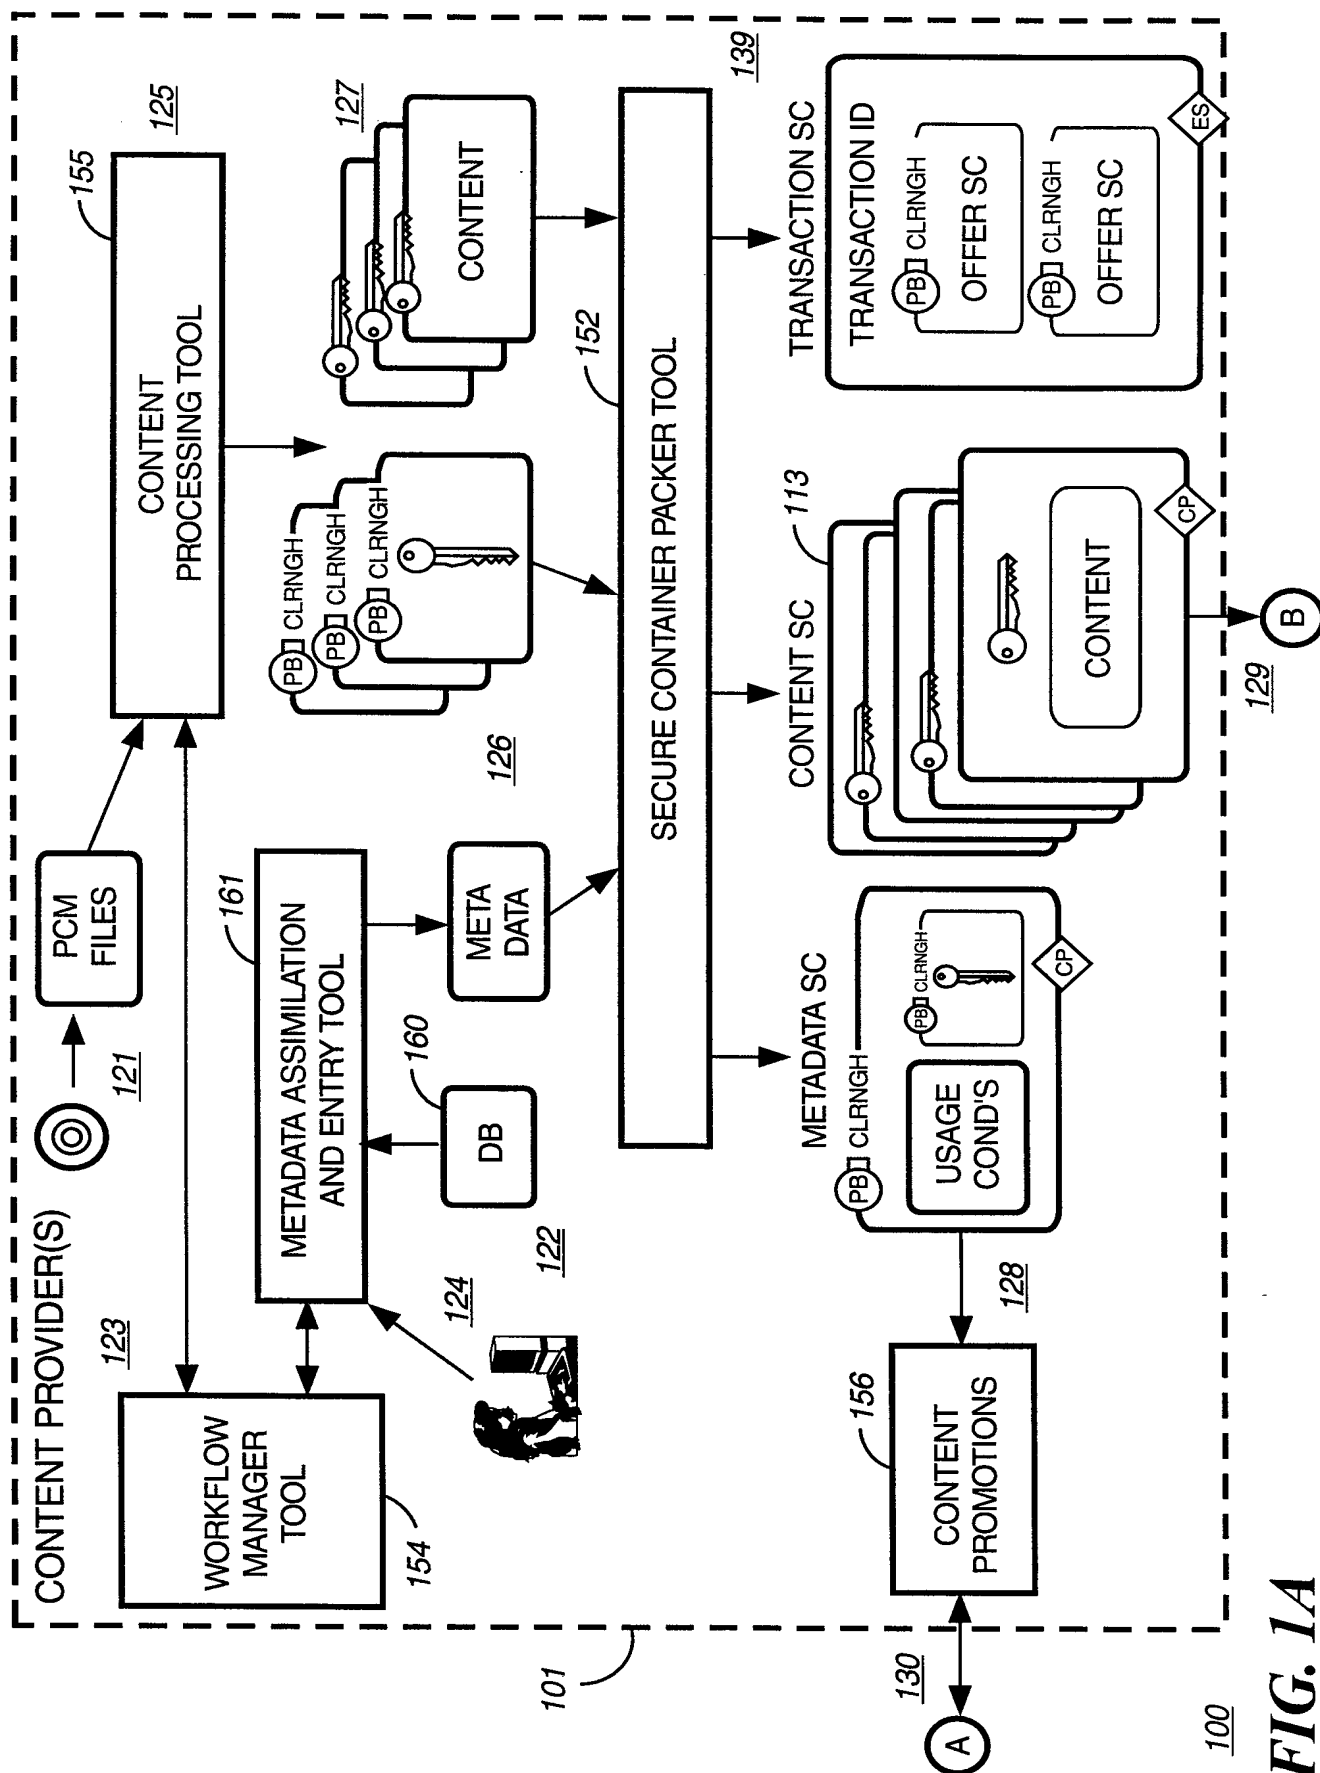 CONTENT PROVIDER(S)
121
PCM
FILES
123
WORKFLOW
MANAGER
TOOL
154
155
125
CONTENT
PROCESSING TOOL
161
METADATA ASSIMILATION
AND ENTRY TOOL
124
DB
160
122
META
DATA
126
PB CLRNGH
PB CLRNGH
PB CLRNGH
127
CONTENT
152
SECURE CONTAINER PACKER TOOL
139
METADATA SC
PB CLRNGH
USAGE
COND'S
PB CLRNGH
CP
CONTENT SC
113
CONTENT
CP
TRANSACTION SC
TRANSACTION ID
PB CLRNGH
OFFER SC
PB CLRNGH
OFFER SC
ES
156
CONTENT
PROMOTIONS
128
129
B
101
130
A
100
FIG. 1A